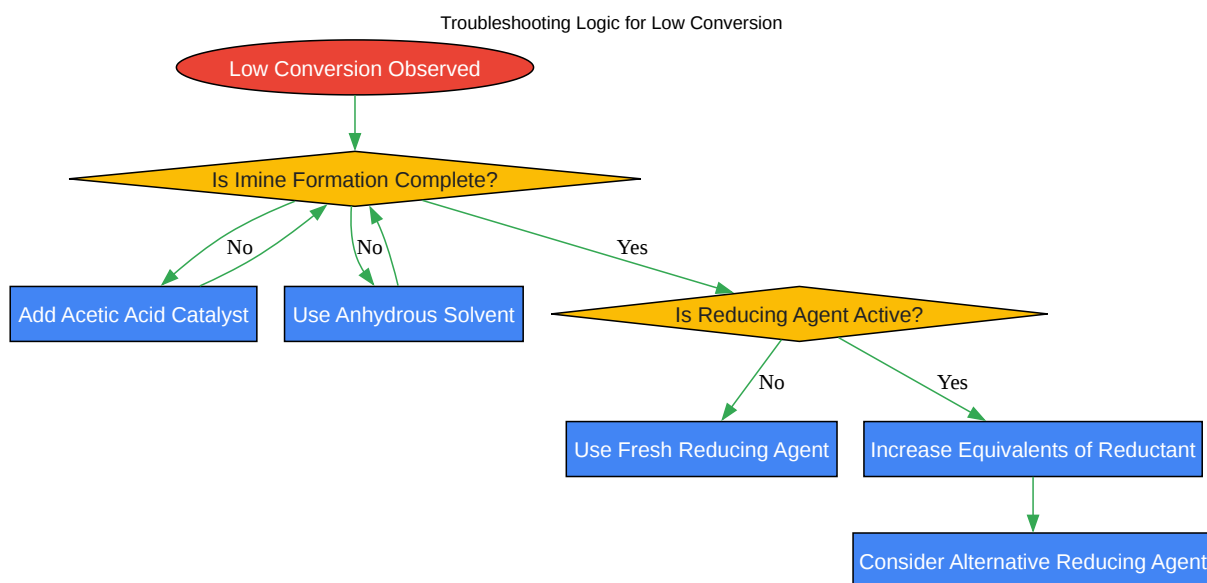 Troubleshooting Logic for Low Conversion
Low Conversion Observed
Is Imine Formation Complete?
No
No
Yes
Add Acetic Acid Catalyst
Use Anhydrous Solvent
Is Reducing Agent Active?
No
Yes
Use Fresh Reducing Agent
Increase Equivalents of Reductant
Consider Alternative Reducing Agent